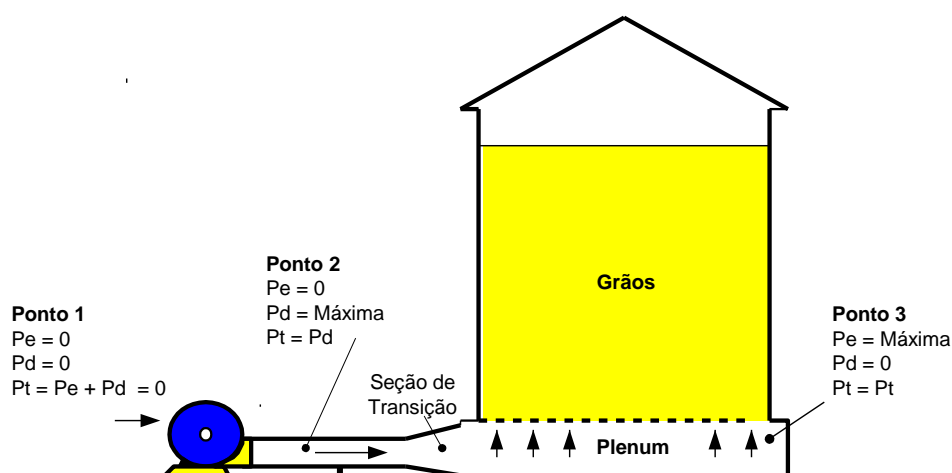 Ponto 1
Pe = 0
Pd = 0
Pt = Pe + Pd = 0
Ponto 2
Pe = 0
Pd = Máxima
Pt = Pd
Seção de
Transição
Grãos
Plenum
Ponto 3
Pe = Máxima
Pd = 0
Pt = Pt